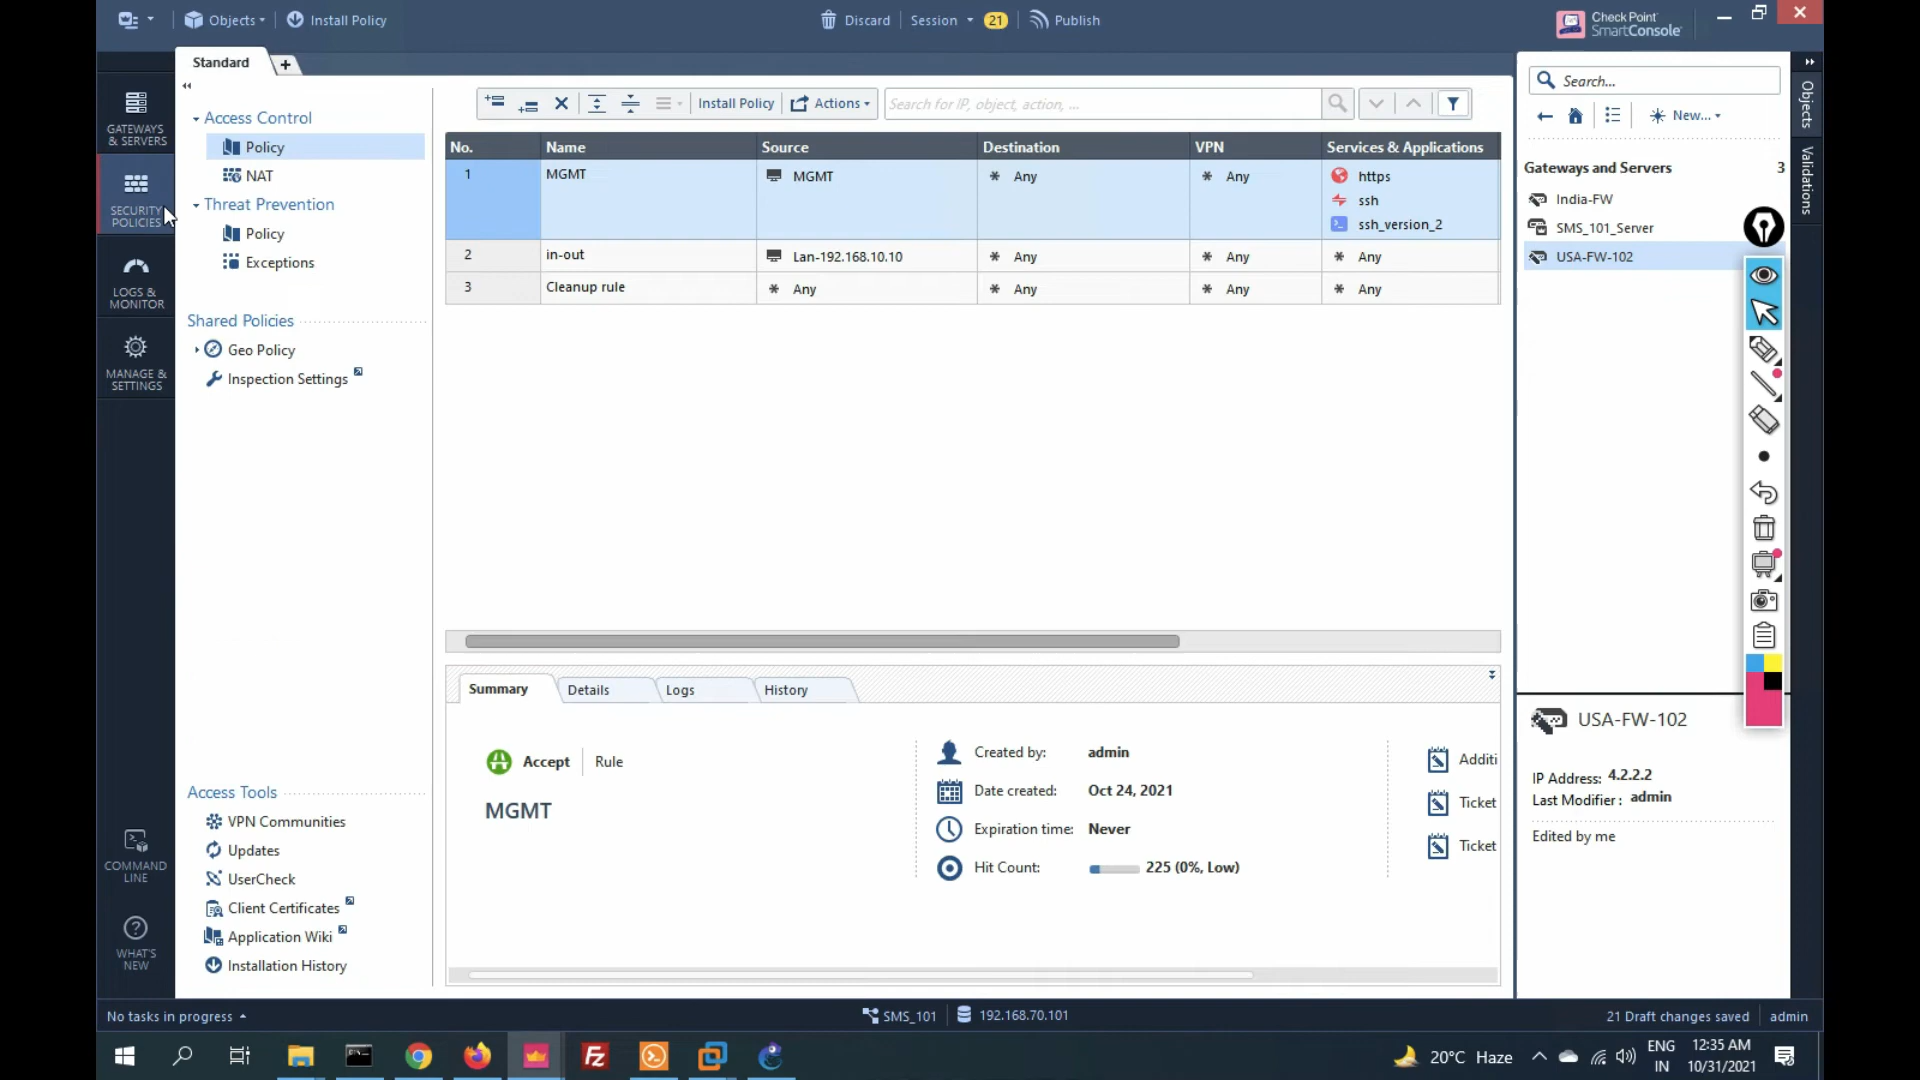 Objects
Install Policy
Discard
Session
21
Publish
Check Point
SmartConsole
Standard
GATEWAYS
& SERVERS
SECURITY
POLICIES
LOGS &
MONITOR
MANAGE &
SETTINGS
COMMAND
LINE
WHAT'S
NEW
Access Control
Policy
NAT
Threat Prevention
Policy
Exceptions
Shared Policies
Geo Policy
Inspection Settings
Access Tools
VPN Communities
Updates
UserCheck
Client Certificates
Application Wiki
Installation History
Install Policy
Actions
Search for IP, object, action, ...
No. Name Source Destination VPN Services & Applications
1 MGMT MGMT Any Any https
ssh
ssh_version_2
2 in-out Lan-192.168.10.10 Any Any Any
3 Cleanup rule Any Any Any Any
Summary Details Logs History
Accept Rule
MGMT
Created by: admin
Date created: Oct 24, 2021
Expiration time: Never
Hit Count: 225 (0%, Low)
Additi
Ticket
Ticket
Search...
New...
Gateways and Servers 3
India-FW
SMS_101_Server
USA-FW-102
Objects
Validations
USA-FW-102
IP Address: 4.2.2.2
Last Modifier : admin
Edited by me
No tasks in progress
SMS_101
192.168.70.101
21 Draft changes saved
admin
20°C Haze
ENG
IN
12:35 AM
10/31/2021